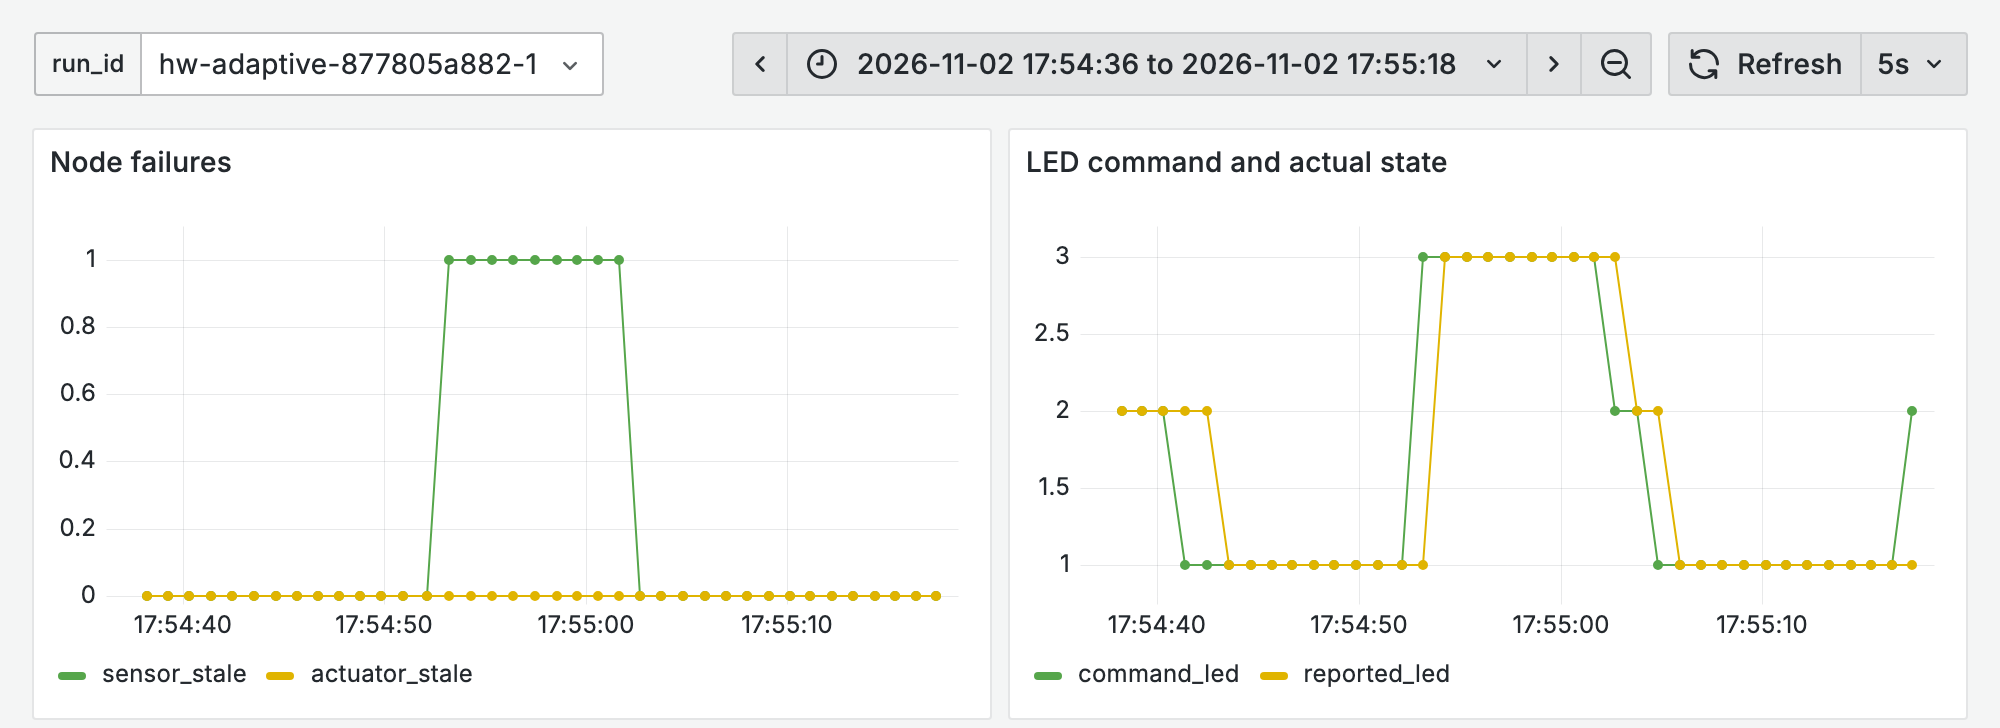 run_id hw-adaptive-877805a882-1 2026-11-02 17:54:36 to 2026-11-02 17:55:18 Refresh 5s
Node failures
1
0.8
0.6
0.4
0.2
0
17:54:40 17:54:50 17:55:00 17:55:10
sensor_stale actuator_stale
LED command and actual state
3
2.5
2
1.5
1
17:54:40 17:54:50 17:55:00 17:55:10
command_led reported_led